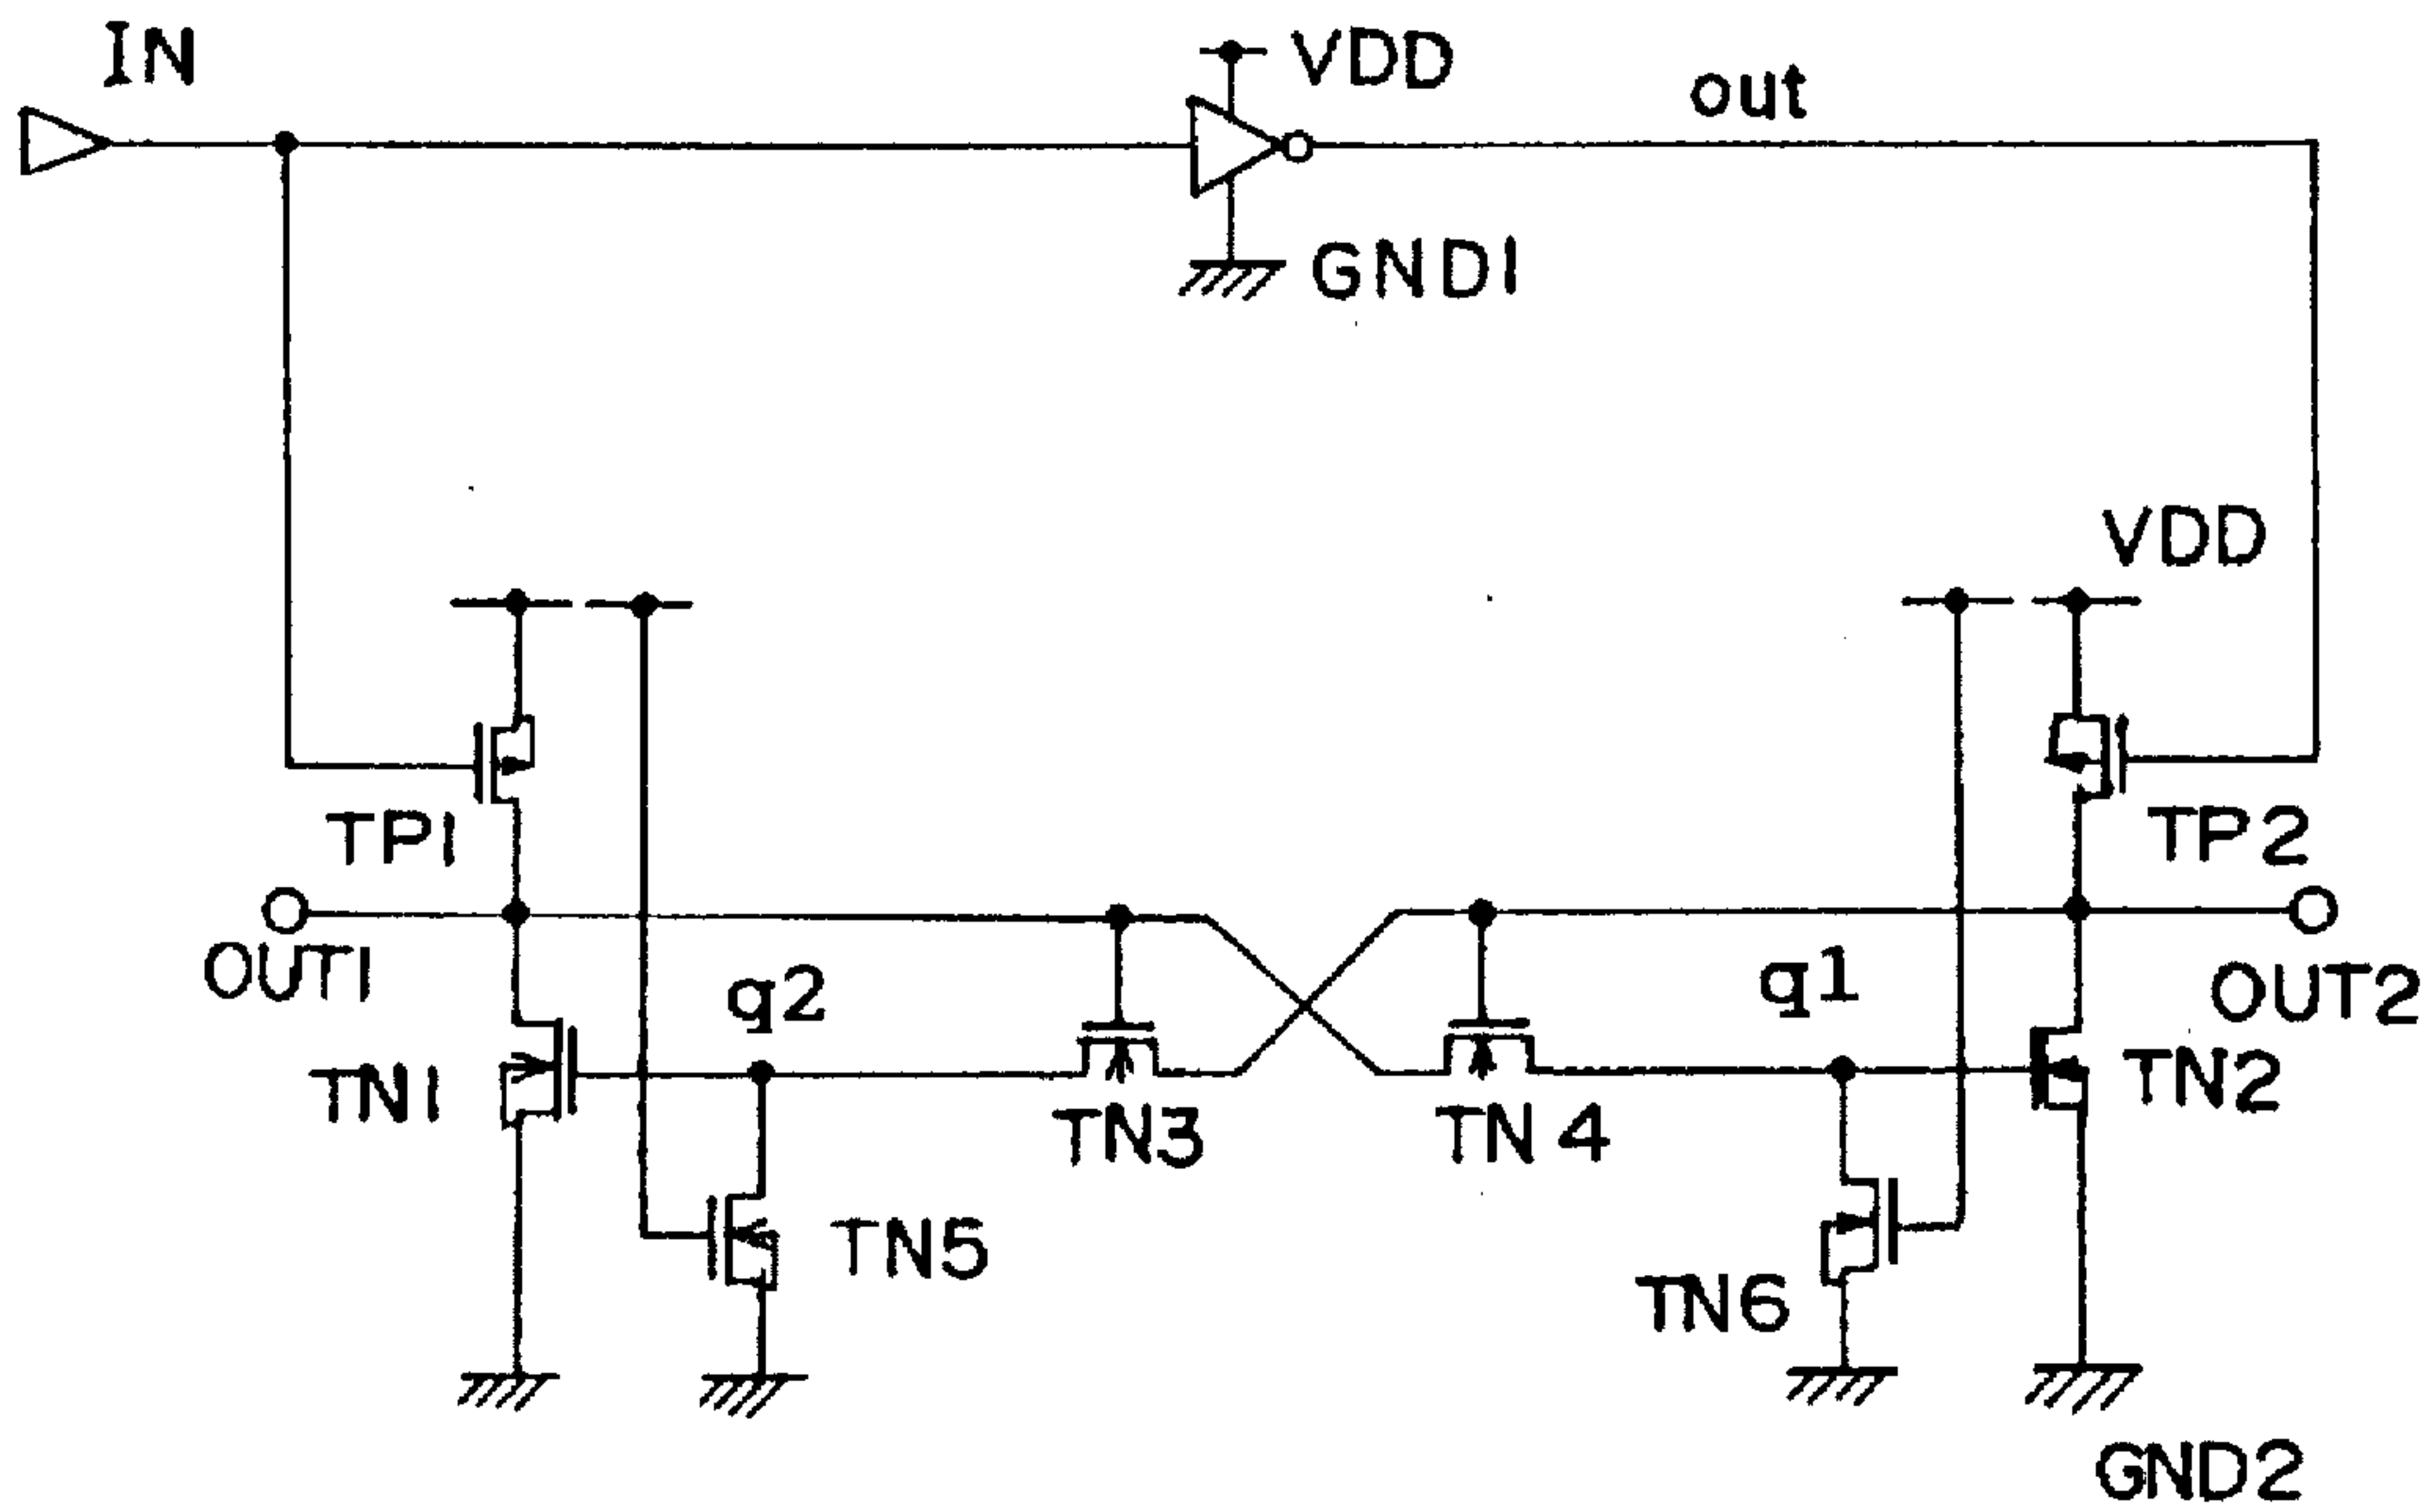 IN
VDD
out
GND1
VDD
TP1
TP2
OUT1
q2
q1
OUT2
TN1
TN3
TN4
TN2
TN5
TN6
GND2